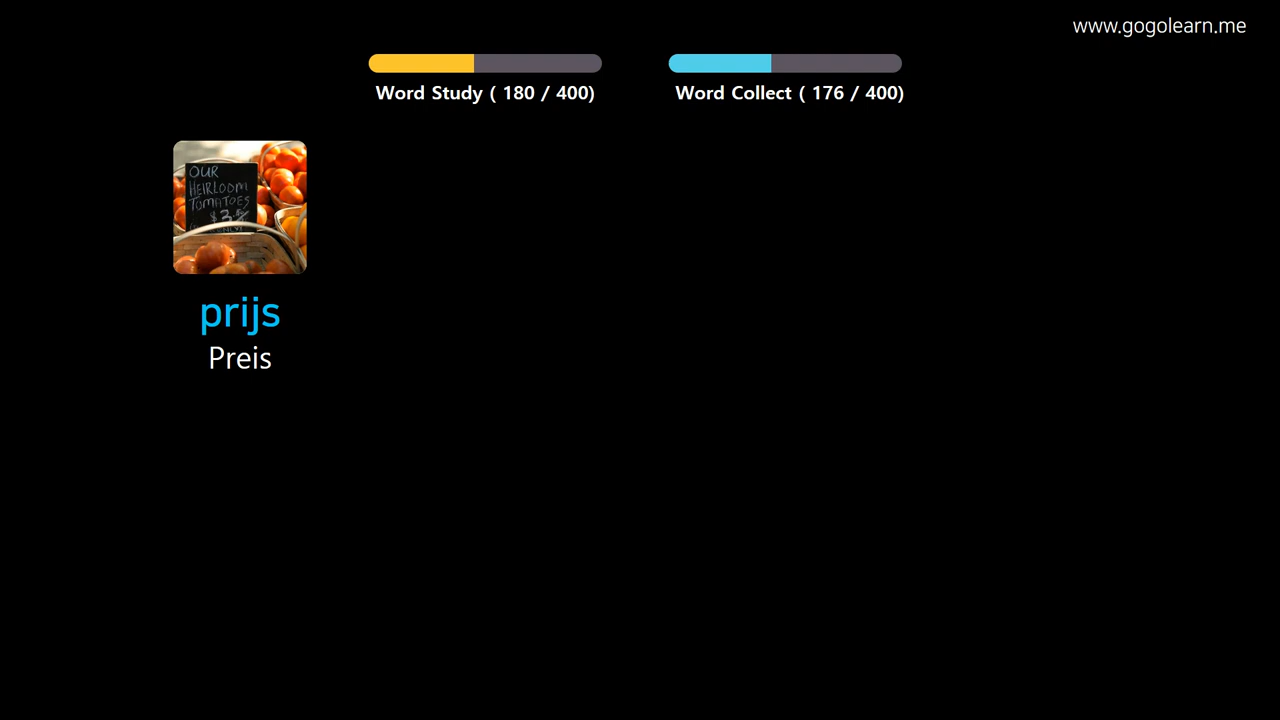 www.gogolearn.me
Word Study ( 180 / 400)
Word Collect ( 176 / 400)
OUR
HEIRLOOM
TOMATOES
prijs
Preis